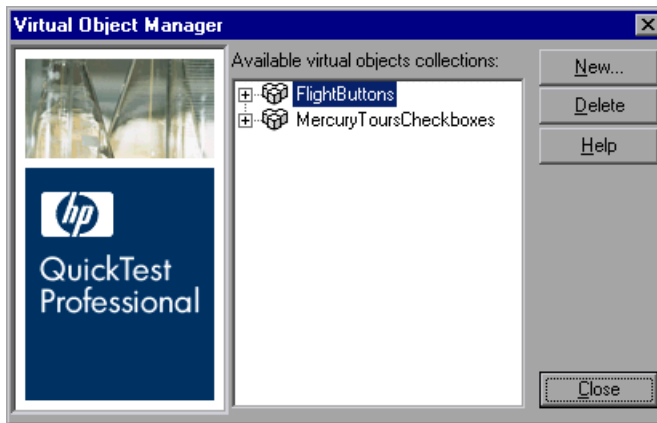 Virtual Object Manager
Available virtual objects collections:
FlightButtons
MercuryToursCheckboxes
New...
Delete
Help
hp
QuickTest
Professional
Close